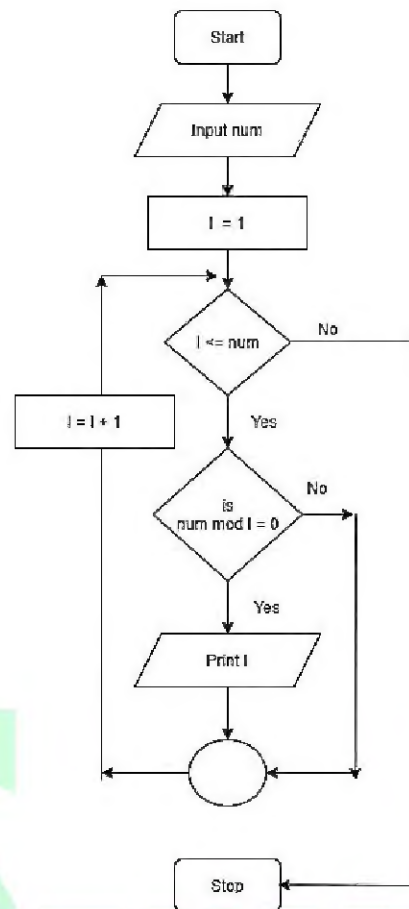 Start
Input num
I = 1
I <= num
No
I = I + 1
Yes
is
num mod I = 0
No
Yes
Print I
Stop